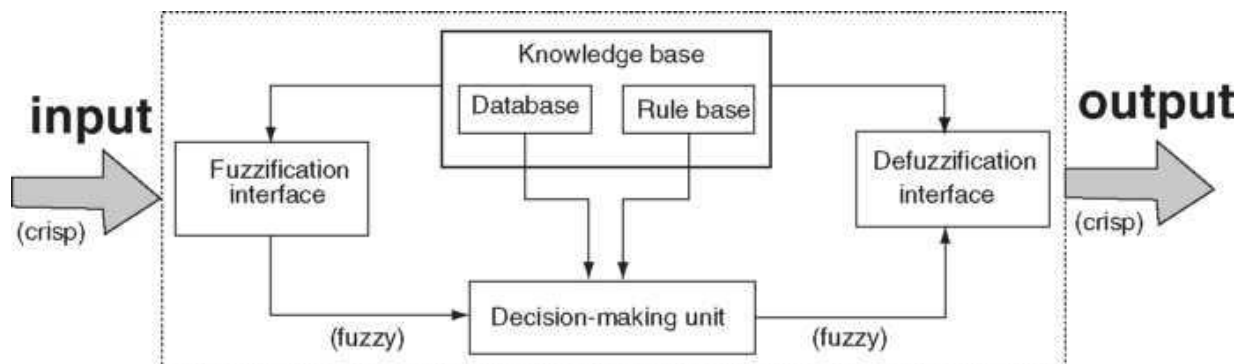 Knowledge base
input
Database
Rule base
output
Fuzzification
interface
Defuzzification
interface
(crisp)
(crisp)
Decision-making unit
(fuzzy)
(fuzzy)